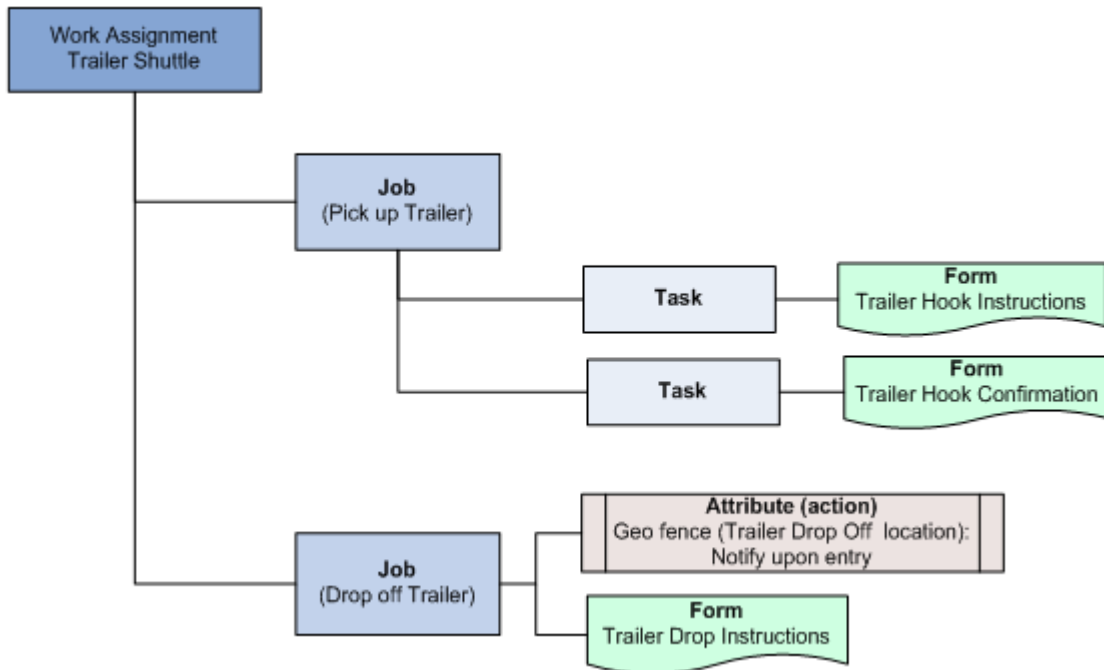 Work Assignment
Trailer Shuttle
Job
(Pick up Trailer)
Task
Form
Trailer Hook Instructions
Task
Form
Trailer Hook Confirmation
Attribute (action)
Geo fence (Trailer Drop Off location):
Notify upon entry
Job
(Drop off Trailer)
Form
Trailer Drop Instructions